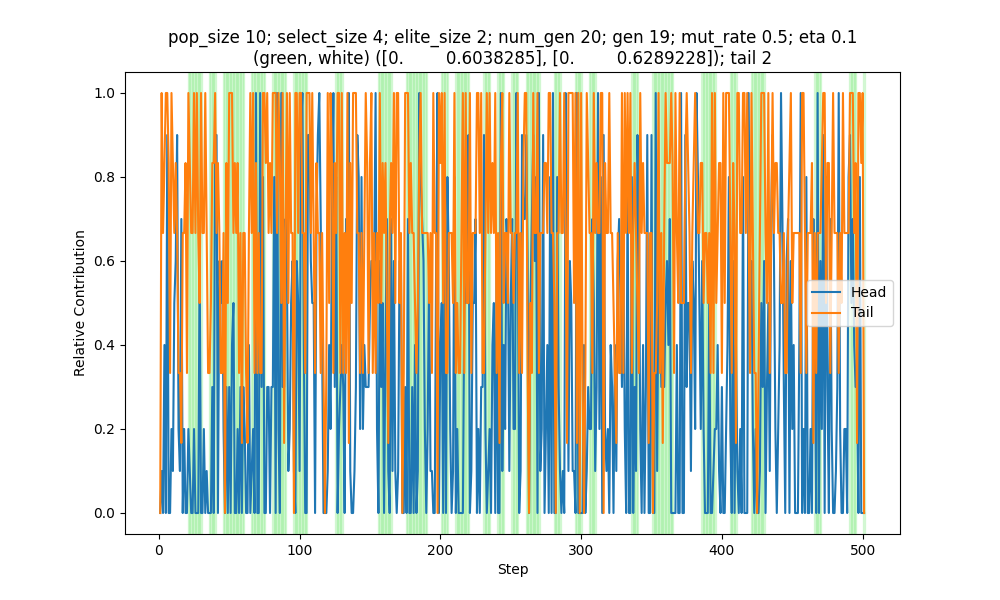 pop_size 10; select_size 4; elite_size 2; num_gen 20; gen 19; mut_rate 0.5; eta 0.1
(green, white) ([0. 0.6038285], [0. 0.6289228]); tail 2
1.0
0.8
0.6
0.4
0.2
0.0
Relative Contribution
Head
Tail
0 100 200 300 400 500
Step